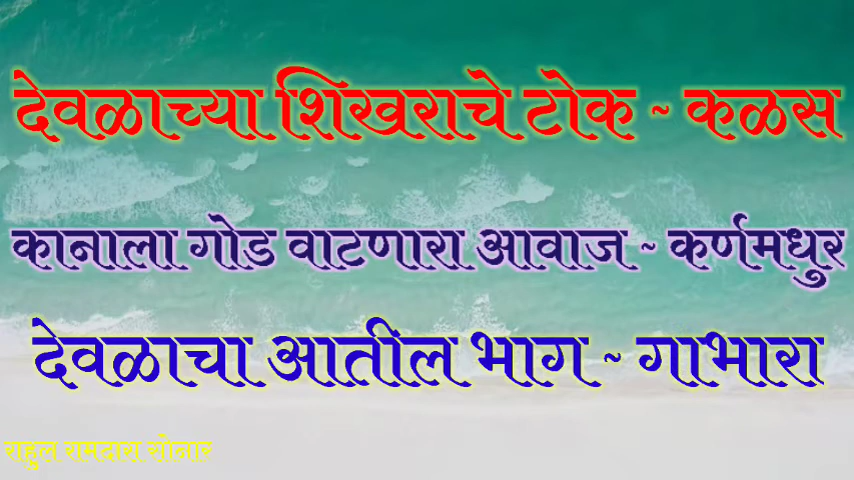 देवळाच्या शिखराचे टोक ~ कळस
कानाला गोड वाटणारा आवाज ~ कर्णमधुर
देवळाचा आतील भाग ~ गाभारा
राहुल रामदास सोनार